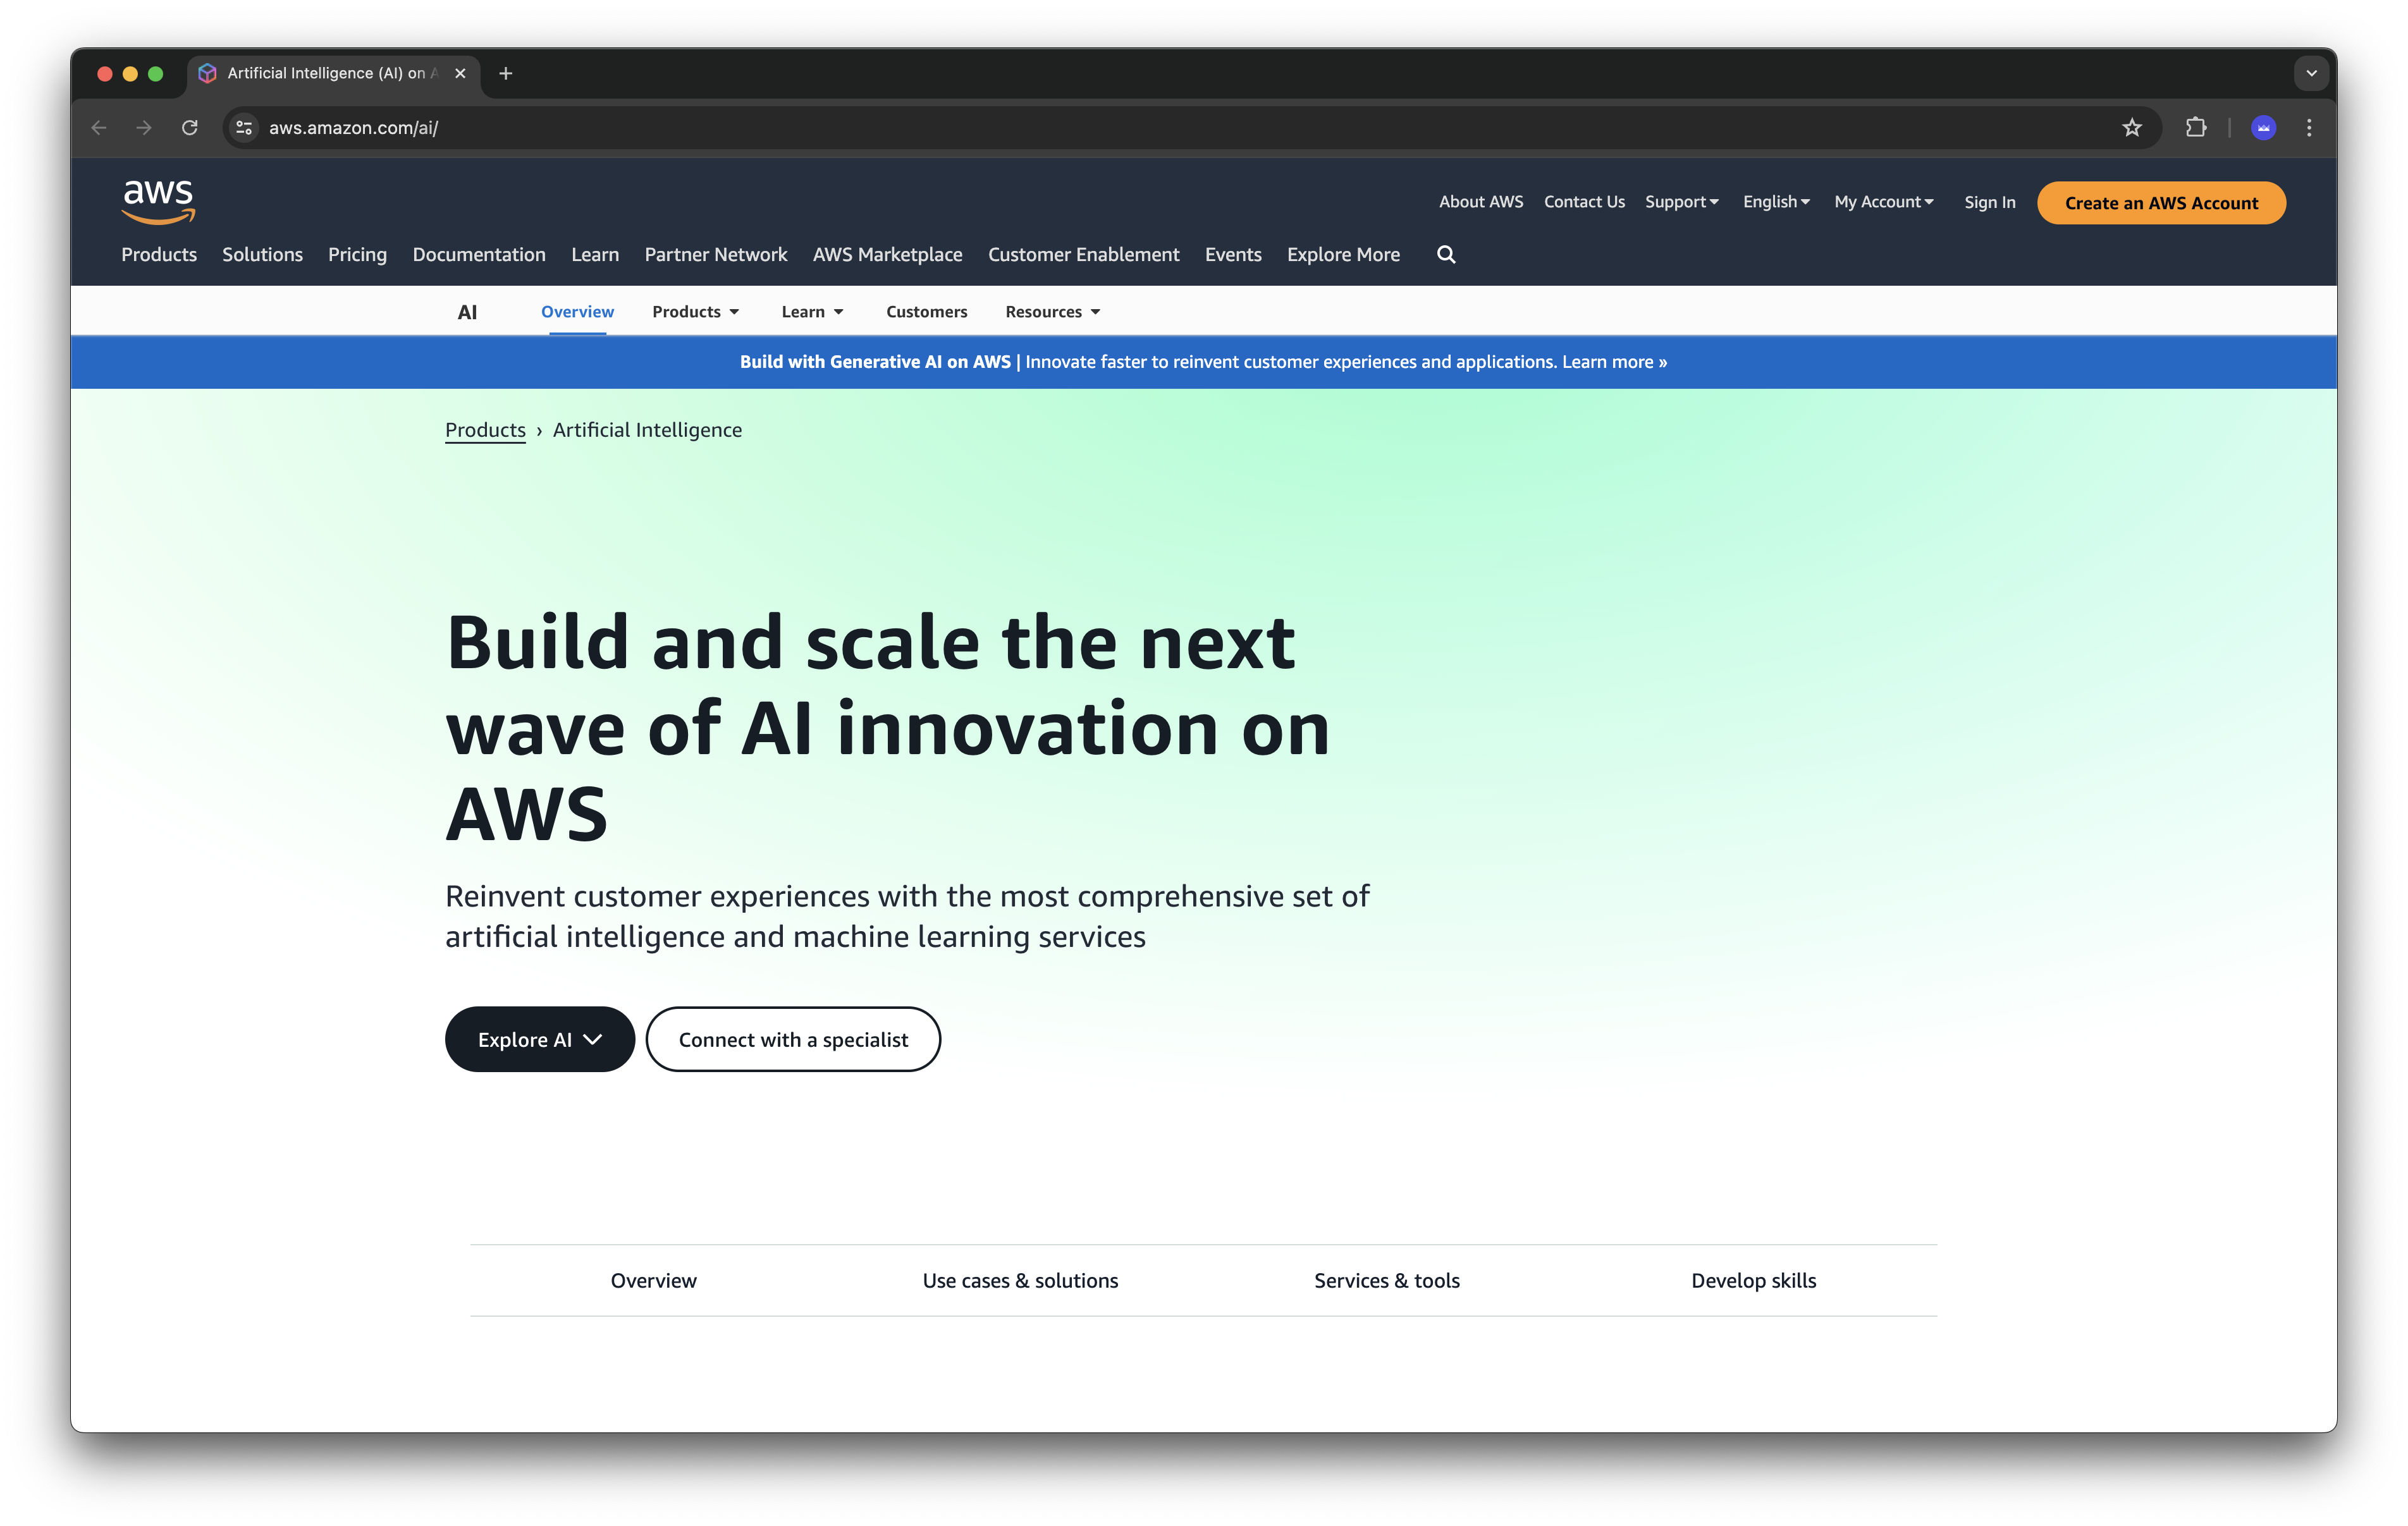 Artificial Intelligence (AI) on A
aws.amazon.com/ai/
aws
About AWS Contact Us Support English My Account Sign In Create an AWS Account
Products Solutions Pricing Documentation Learn Partner Network AWS Marketplace Customer Enablement Events Explore More
AI Overview Products Learn Customers Resources
Build with Generative AI on AWS | Innovate faster to reinvent customer experiences and applications. Learn more »
Products › Artificial Intelligence
Build and scale the next
wave of AI innovation on
AWS
Reinvent customer experiences with the most comprehensive set of
artificial intelligence and machine learning services
Explore AI Connect with a specialist
Overview Use cases & solutions Services & tools Develop skills